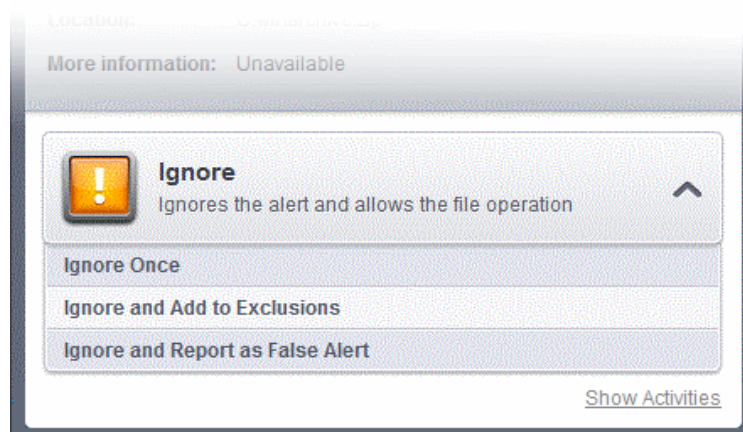 Location:
More information: Unavailable
Ignore
Ignores the alert and allows the file operation
Ignore Once
Ignore and Add to Exclusions
Ignore and Report as False Alert
Show Activities